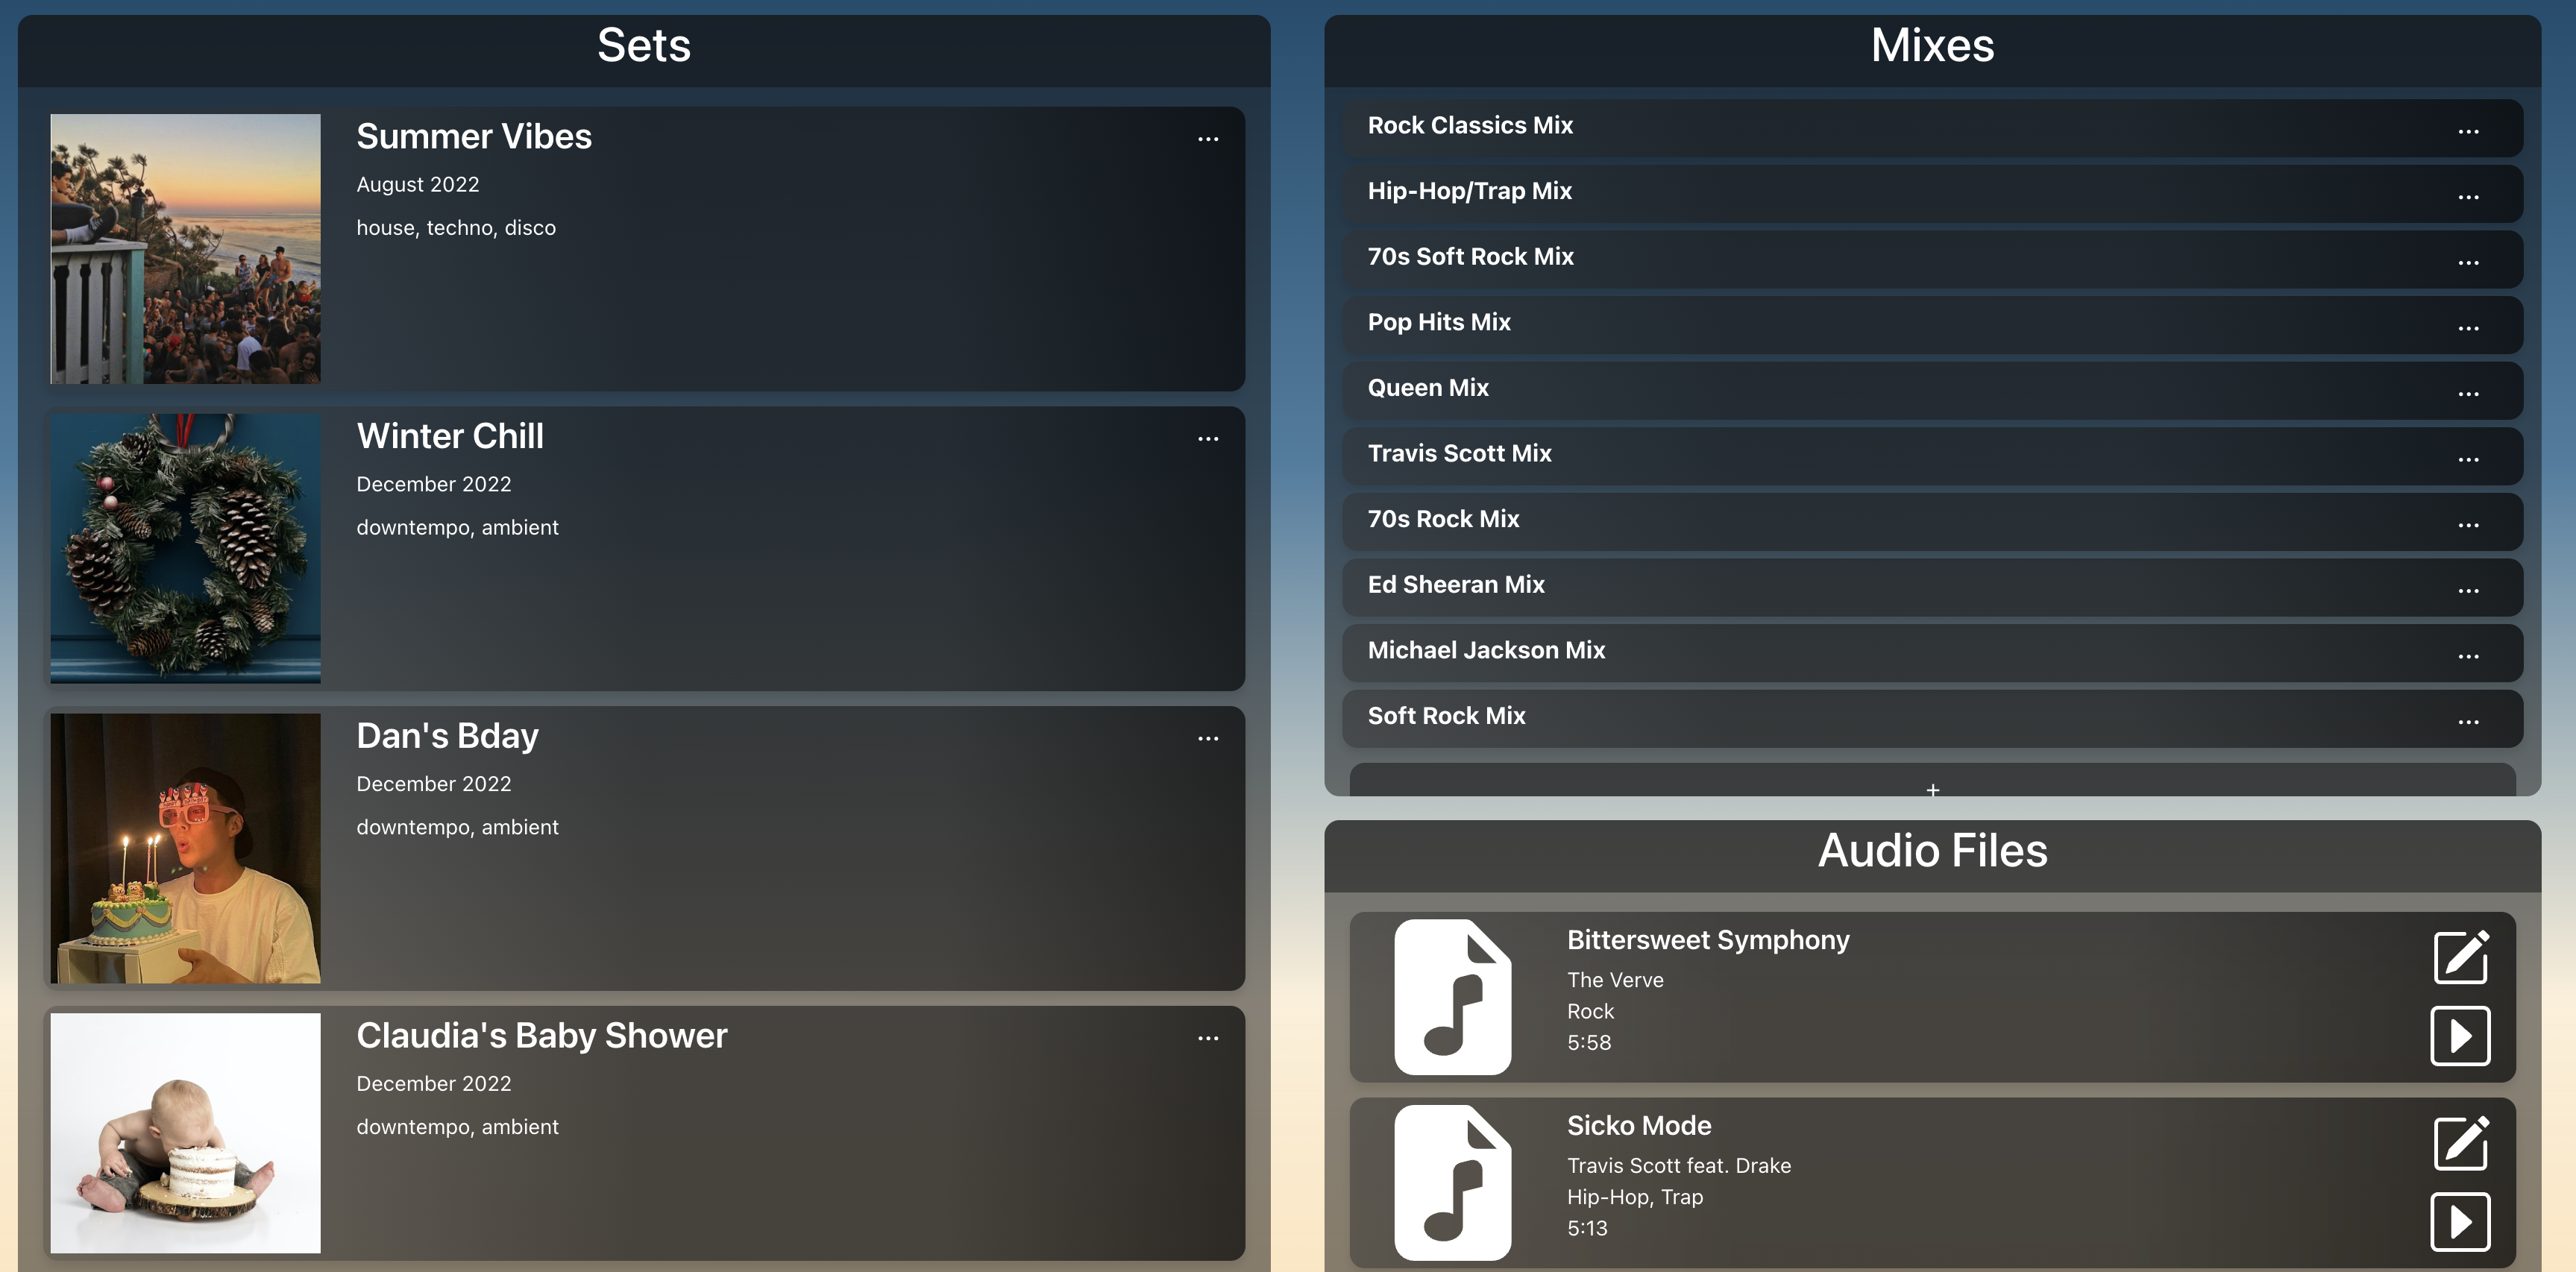 Sets
Summer Vibes
August 2022
house, techno, disco
Winter Chill
December 2022
downtempo, ambient
Dan's Bday
December 2022
downtempo, ambient
Claudia's Baby Shower
December 2022
downtempo, ambient
Mixes
Rock Classics Mix
Hip-Hop/Trap Mix
70s Soft Rock Mix
Pop Hits Mix
Queen Mix
Travis Scott Mix
70s Rock Mix
Ed Sheeran Mix
Michael Jackson Mix
Soft Rock Mix
+
Audio Files
Bittersweet Symphony
The Verve
Rock
5:58
Sicko Mode
Travis Scott feat. Drake
Hip-Hop, Trap
5:13